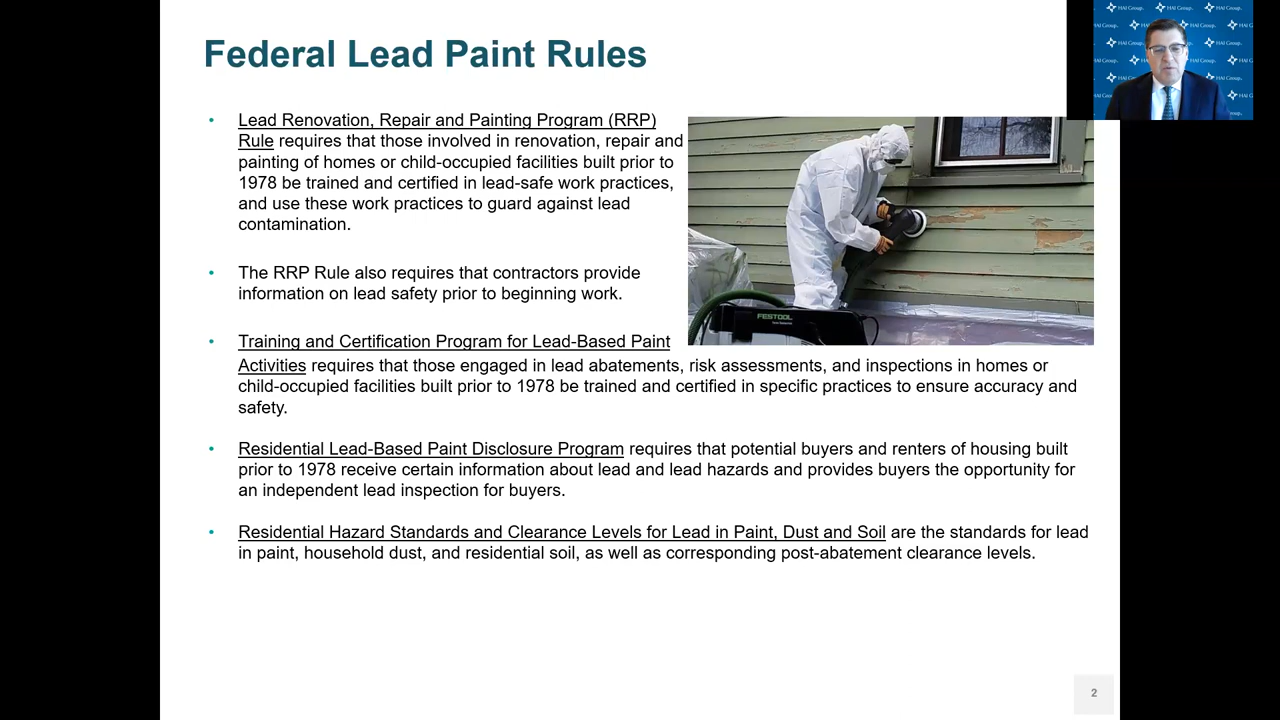 Federal Lead Paint Rules
• Lead Renovation, Repair and Painting Program (RRP)
Rule requires that those involved in renovation, repair and
painting of homes or child-occupied facilities built prior to
1978 be trained and certified in lead-safe work practices,
and use these work practices to guard against lead
contamination.
• The RRP Rule also requires that contractors provide
information on lead safety prior to beginning work.
• Training and Certification Program for Lead-Based Paint
Activities requires that those engaged in lead abatements, risk assessments, and inspections in homes or
child-occupied facilities built prior to 1978 be trained and certified in specific practices to ensure accuracy and
safety.
• Residential Lead-Based Paint Disclosure Program requires that potential buyers and renters of housing built
prior to 1978 receive certain information about lead and lead hazards and provides buyers the opportunity for
an independent lead inspection for buyers.
• Residential Hazard Standards and Clearance Levels for Lead in Paint, Dust and Soil are the standards for lead
in paint, household dust, and residential soil, as well as corresponding post-abatement clearance levels.
FESTOOL
HAI Group.
2